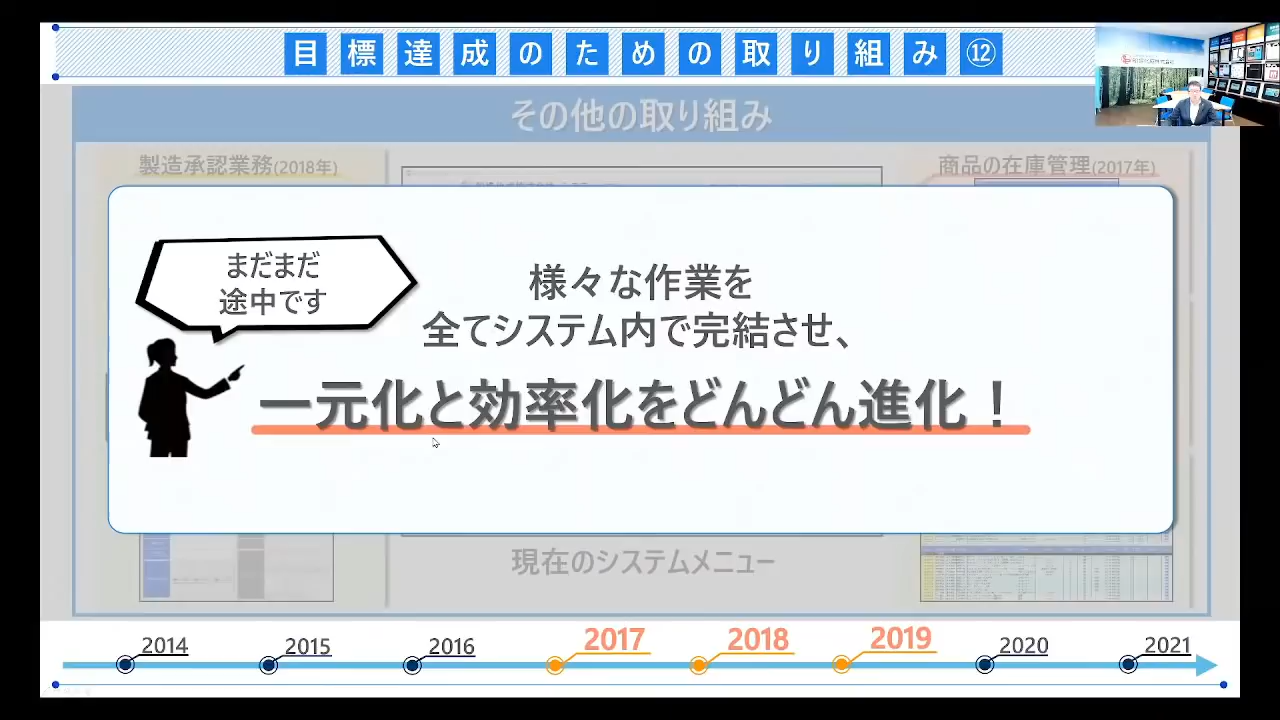 目標達成のための取り組み⑫
その他の取り組み
製造承認業務(2018年)
商品の在庫管理(2017年)
まだまだ
途中です
様々な作業を
全てシステム内で完結させ、
一元化と効率化をどんどん進化！
現在のシステムメニュー
2014
2015
2016
2017
2018
2019
2020
2021